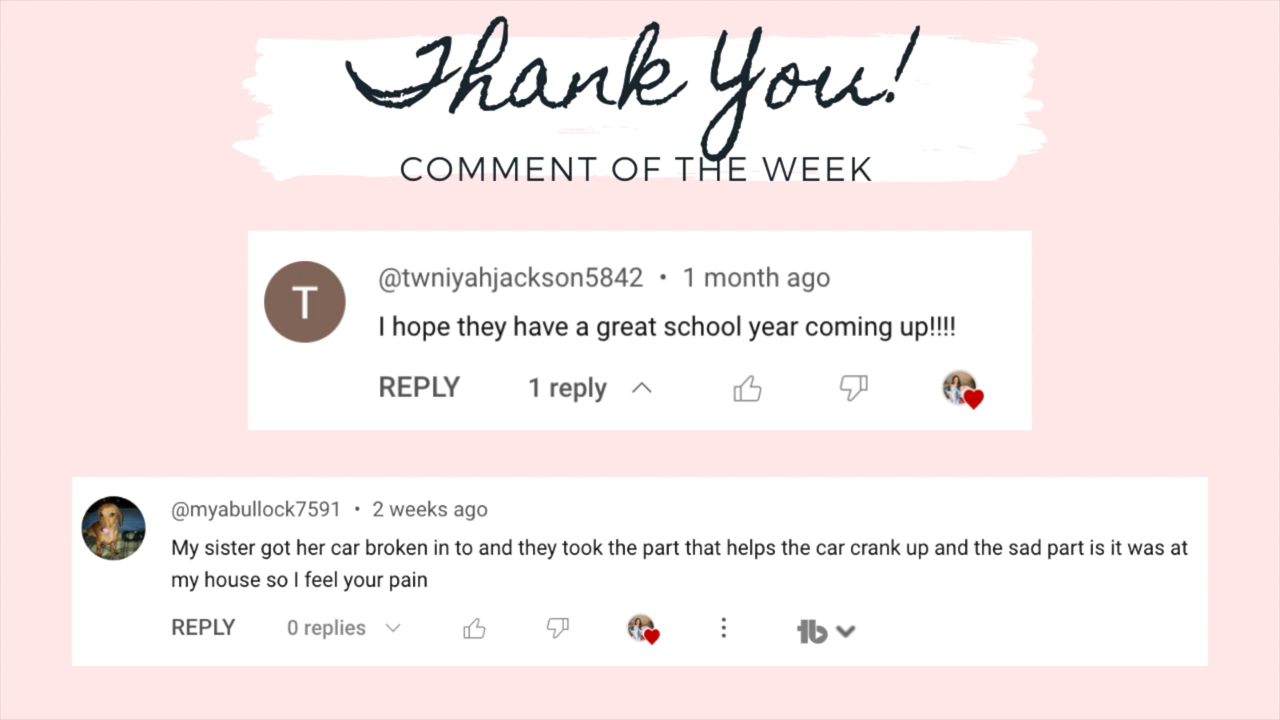 Thank You!
COMMENT OF THE WEEK
T
@twniyahjackson5842 • 1 month ago
I hope they have a great school year coming up!!!!
REPLY 1 reply
@myabullock7591 • 2 weeks ago
My sister got her car broken in to and they took the part that helps the car crank up and the sad part is it was at
my house so I feel your pain
REPLY 0 replies
tb